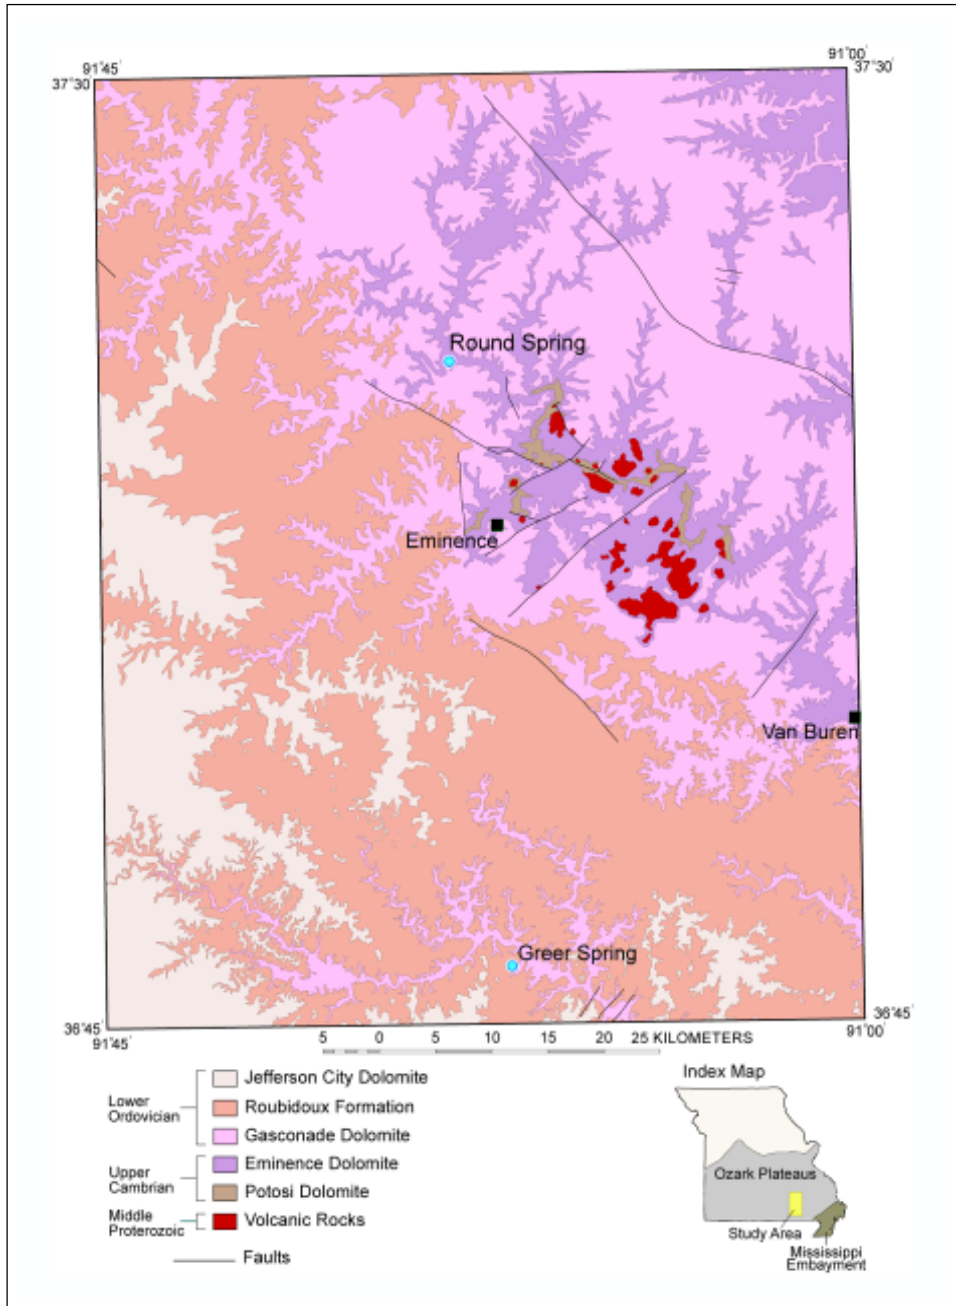 91°45'
91°00'
37°30'
37°30'
Round Spring
Eminence
Van Buren
Greer Spring
36°45'
36°45'
91°45'
91°00'
5 0 5 10 15 20 25 KILOMETERS
Index Map
Lower
Ordovician
Jefferson City Dolomite
Roubidoux Formation
Gasconade Dolomite
Upper
Cambrian
Eminence Dolomite
Potosi Dolomite
Middle
Proterozoic
Volcanic Rocks
Faults
Ozark Plateaus
Study Area
Mississippi
Embayment